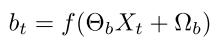 b_t = f(Θ_b X_t + Ω_b)